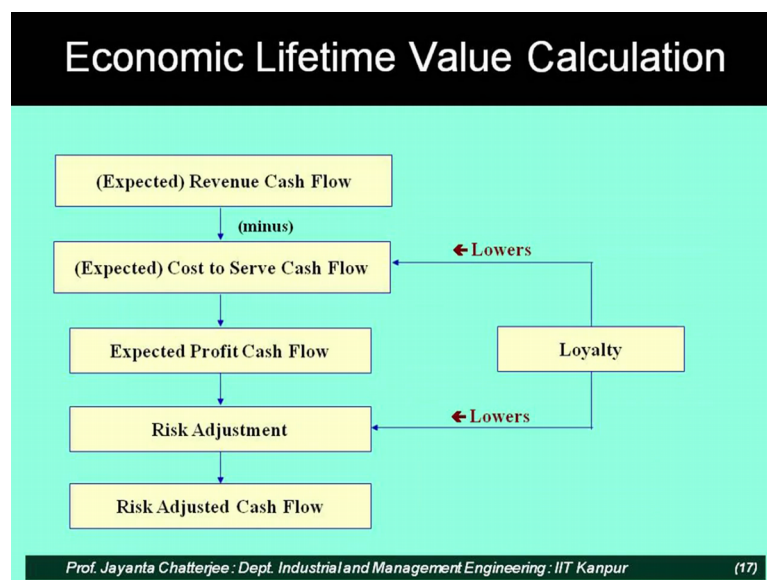 Economic Lifetime Value Calculation
(Expected) Revenue Cash Flow
(minus)
(Expected) Cost to Serve Cash Flow
← Lowers
Expected Profit Cash Flow
Loyalty
Risk Adjustment
← Lowers
Risk Adjusted Cash Flow
Prof. Jayanta Chatterjee : Dept. Industrial and Management Engineering : IIT Kanpur (17)